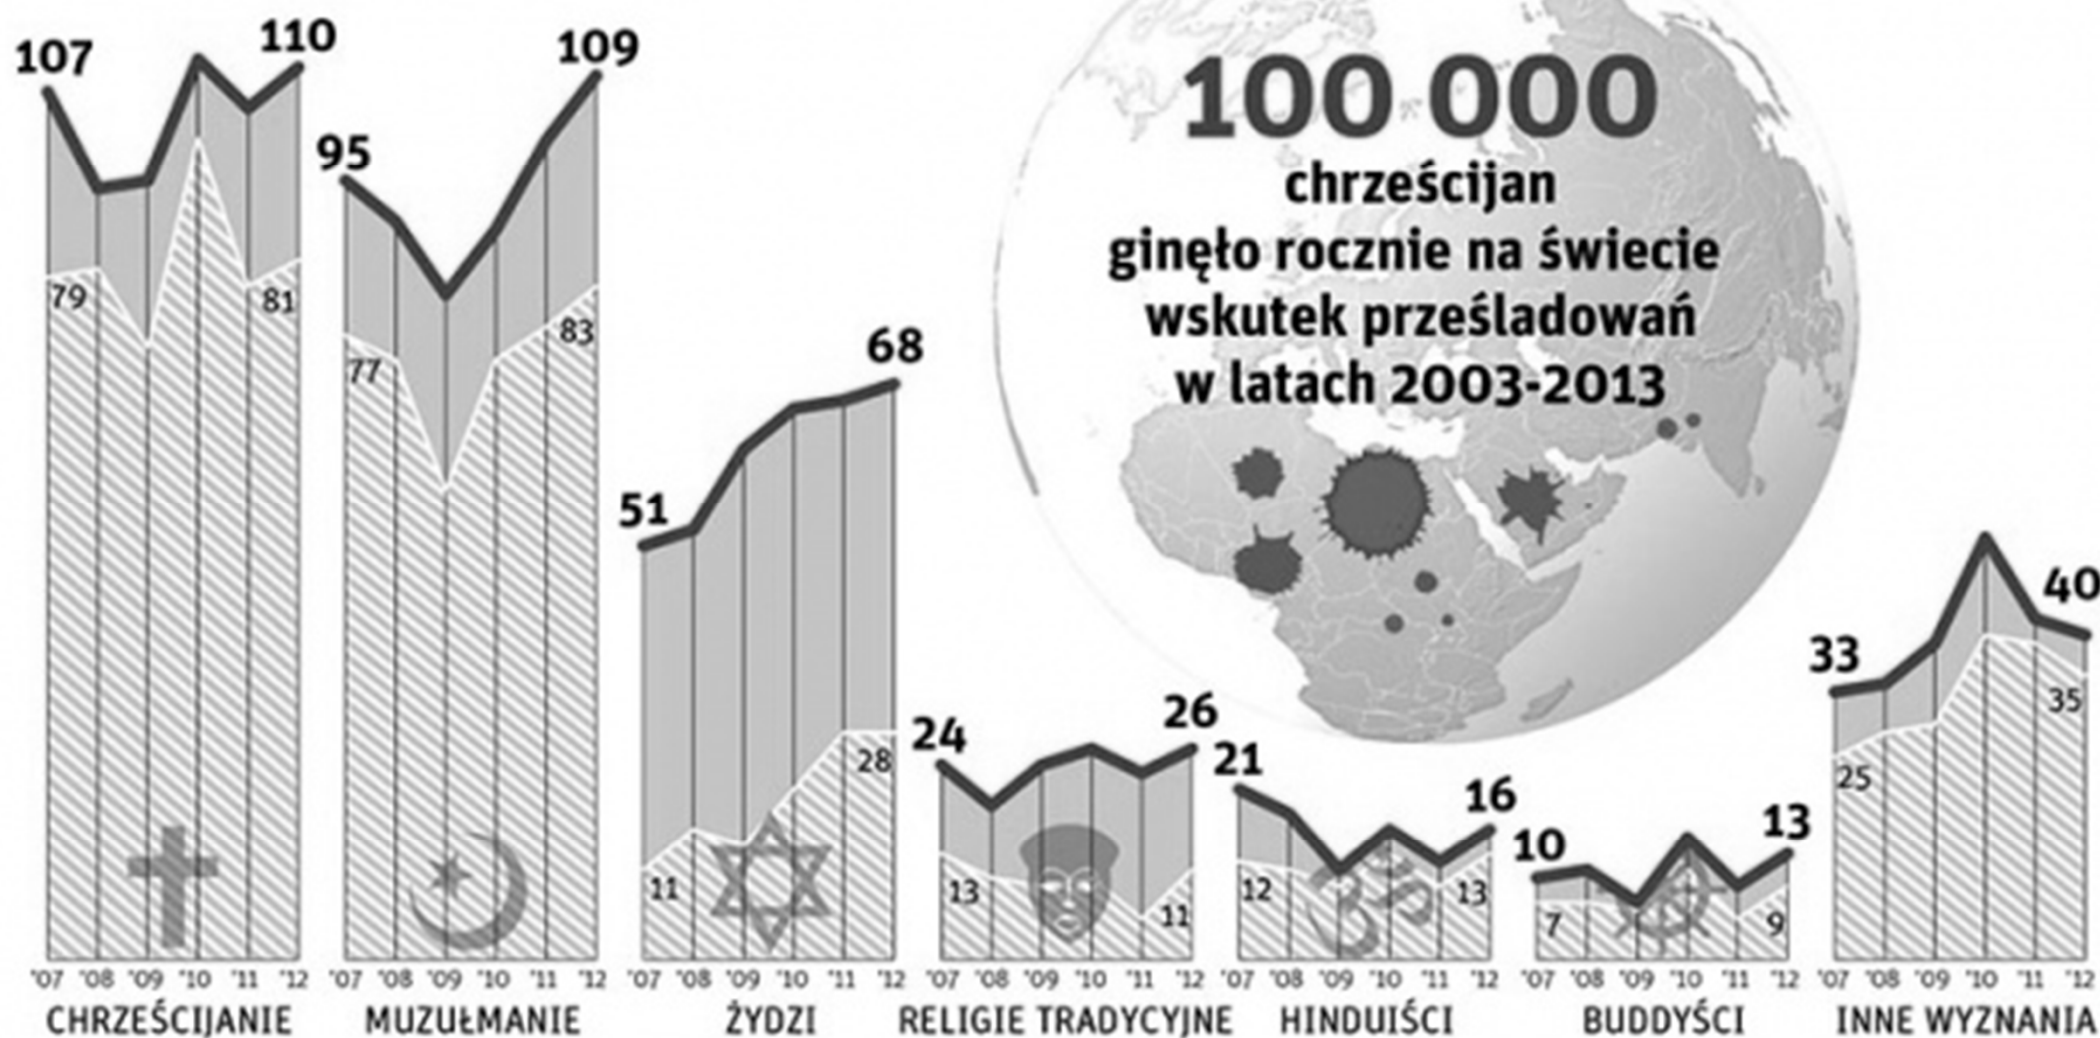 107
110
79
81
'07 '08 '09 '10 '11 '12
CHRZEŚCIJANIE
95
109
77
83
'07 '08 '09 '10 '11 '12
MUZUŁMANIE
51
68
11
28
'07 '08 '09 '10 '11 '12
ŻYDZI
100 000
chrześcijan
ginęło rocznie na świecie
wskutek prześladowań
w latach 2003-2013
24
26
13
11
'07 '08 '09 '10 '11 '12
RELIGIE TRADYCYJNE
21
16
12
13
'07 '08 '09 '10 '11 '12
HINDUIŚCI
10
13
7
9
'07 '08 '09 '10 '11 '12
BUDDYŚCI
33
40
25
35
'07 '08 '09 '10 '11 '12
INNE WYZNANIA